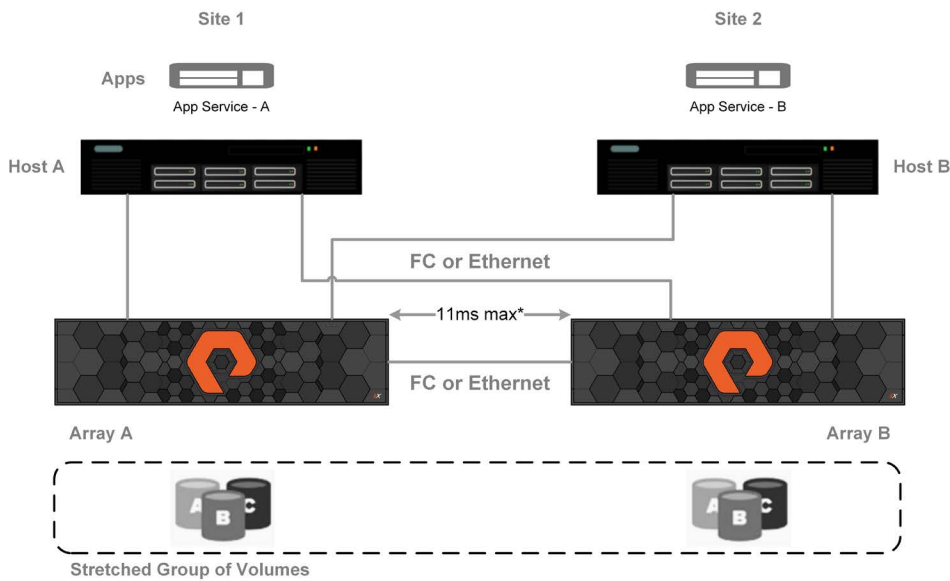 Site 1
Site 2
Apps
App Service - A
App Service - B
Host A
Host B
FC or Ethernet
11ms max*
FC or Ethernet
Array A
Array B
A B C
A B C
Stretched Group of Volumes